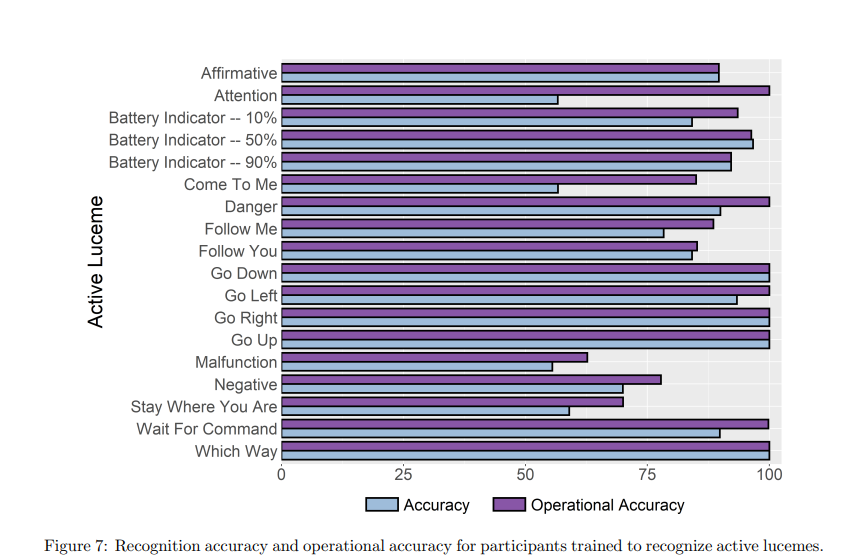 Active Luceme
Affirmative
Attention
Battery Indicator -- 10%
Battery Indicator -- 50%
Battery Indicator -- 90%
Come To Me
Danger
Follow Me
Follow You
Go Down
Go Left
Go Right
Go Up
Malfunction
Negative
Stay Where You Are
Wait For Command
Which Way
0 25 50 75 100
Accuracy Operational Accuracy
Figure 7: Recognition accuracy and operational accuracy for participants trained to recognize active lucemes.